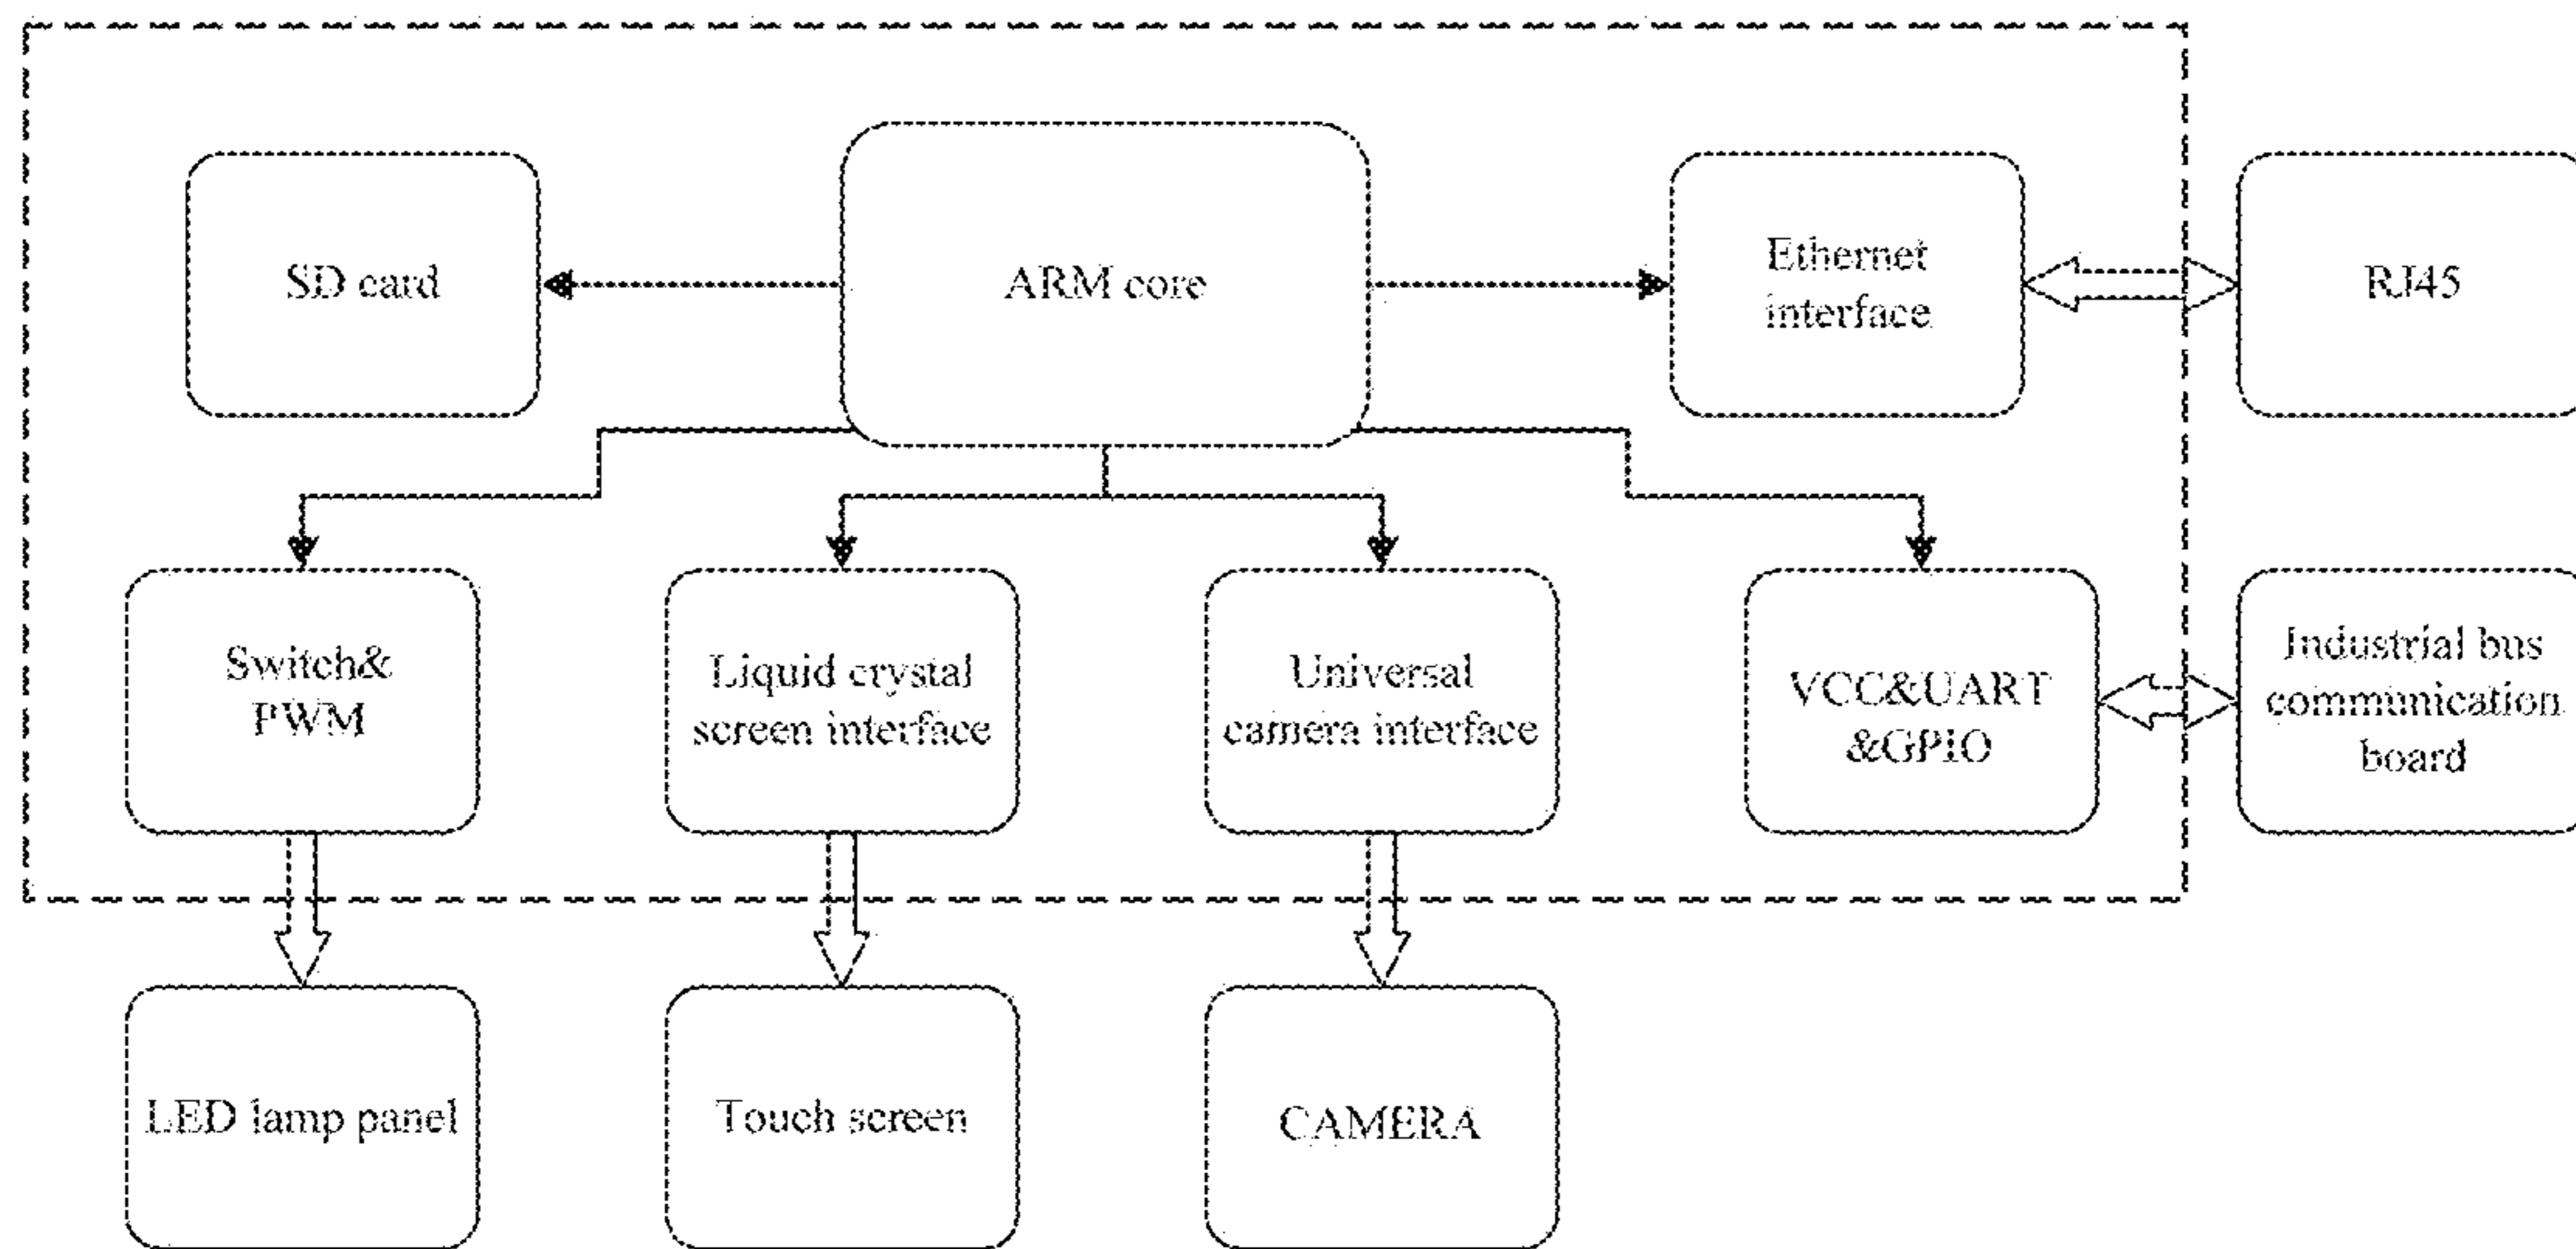 SD card
ARM core
Ethernet
interface
RJ45
Switch&
PWM
Liquid crystal
screen interface
Universal
camera interface
VCC&UART
&GPIO
Industrial bus
communication
board
LED lamp panel
Touch screen
CAMERA